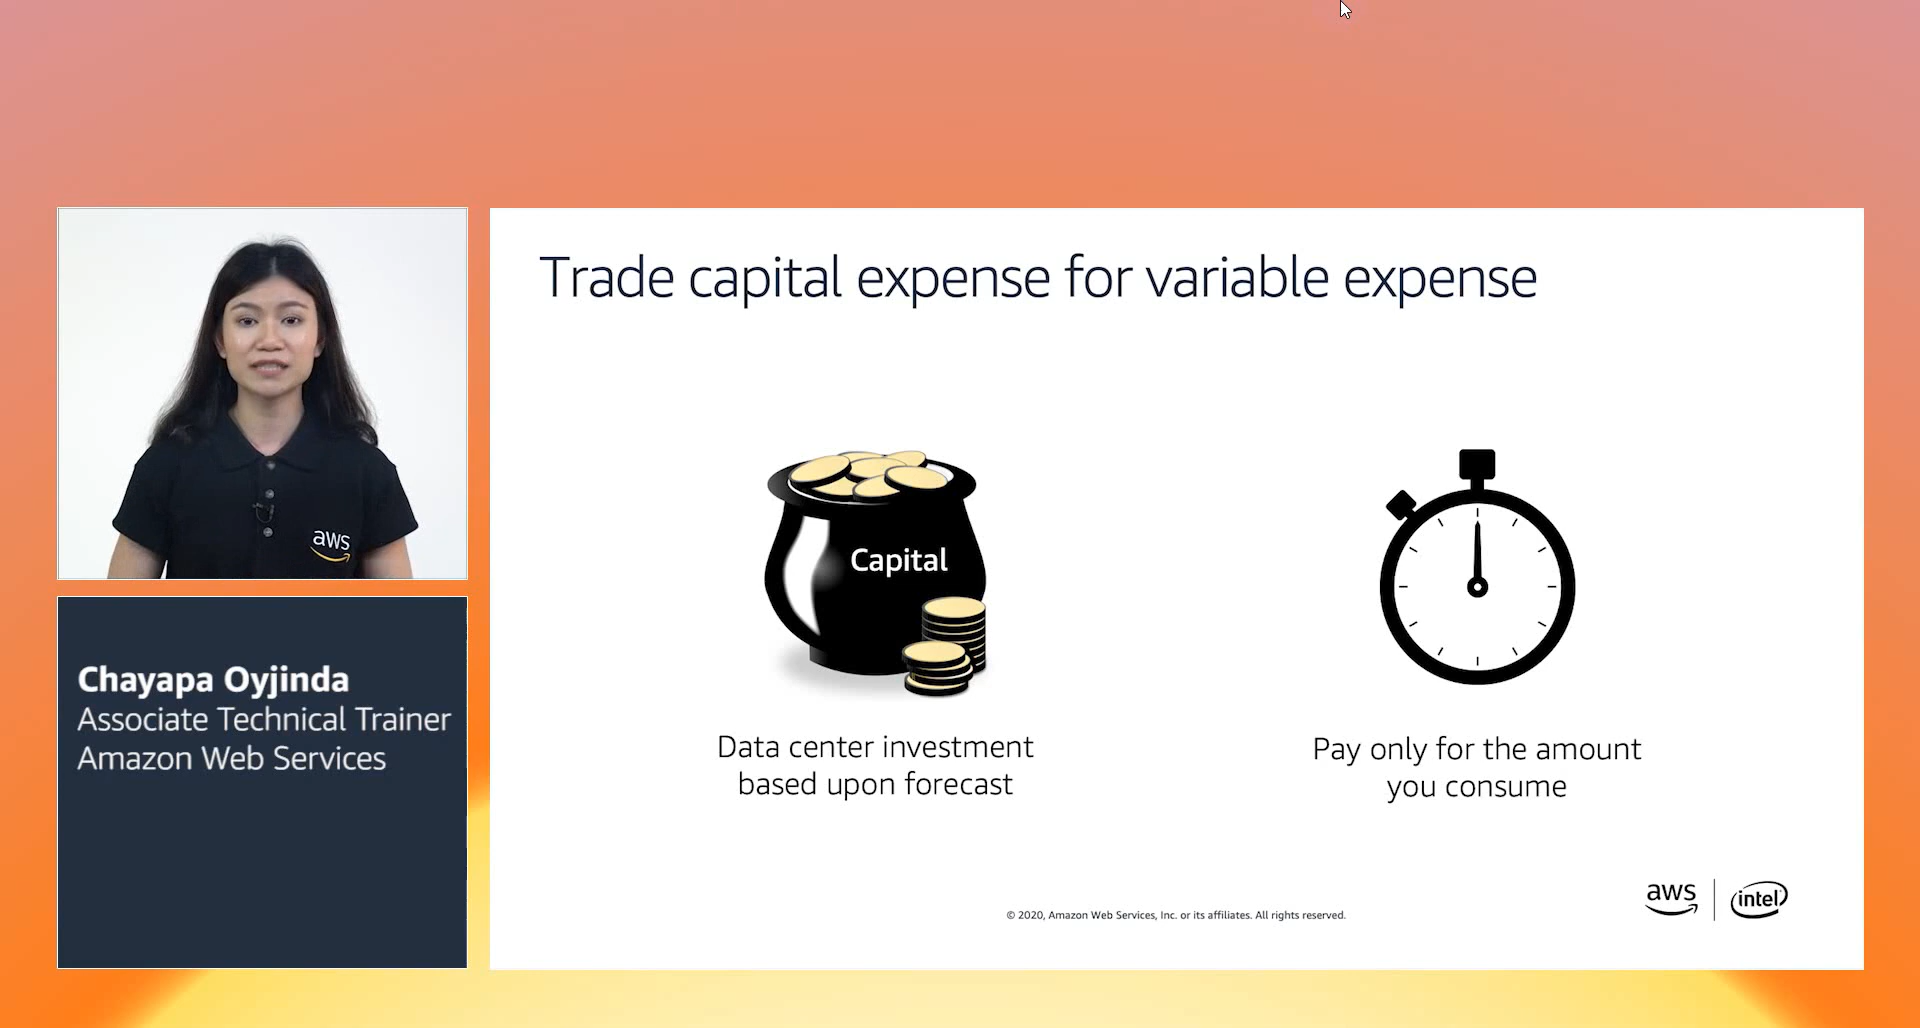 aws
Chayapa Oyjinda
Associate Technical Trainer
Amazon Web Services
Trade capital expense for variable expense
Capital
Data center investment
based upon forecast
Pay only for the amount
you consume
© 2020, Amazon Web Services, Inc. or its affiliates. All rights reserved.
aws
intel